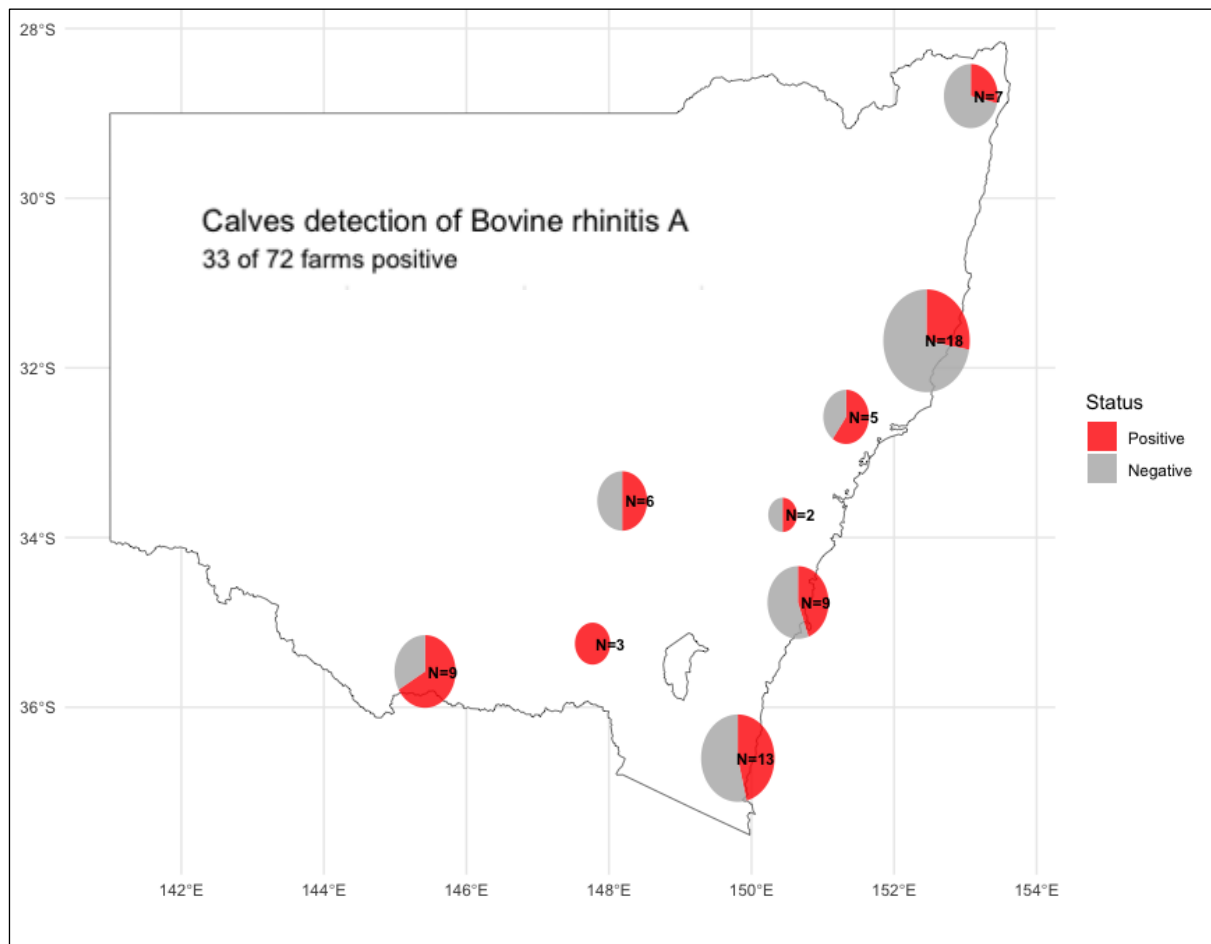 28°S
N=7
30°S
Calves detection of Bovine rhinitis A
33 of 72 farms positive
N=18
32°S
Status
N=5
Positive
Negative
N=6
N=2
34°S
N=9
N=3
N=9
36°S
N=13
142°E 144°E 146°E 148°E 150°E 152°E 154°E